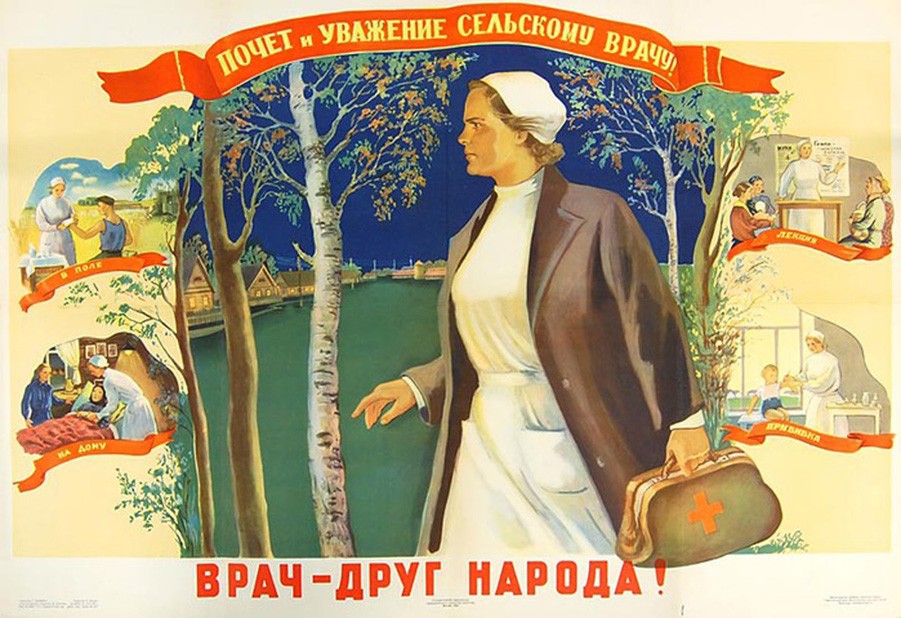 ПОЧЕТ и УВАЖЕНИЕ СЕЛЬСКОМУ ВРАЧУ!
В ПОЛЕ
НА ДОМУ
ЛЕКЦИЯ
ПРИВИВКА
ВРАЧ-ДРУГ НАРОДА!